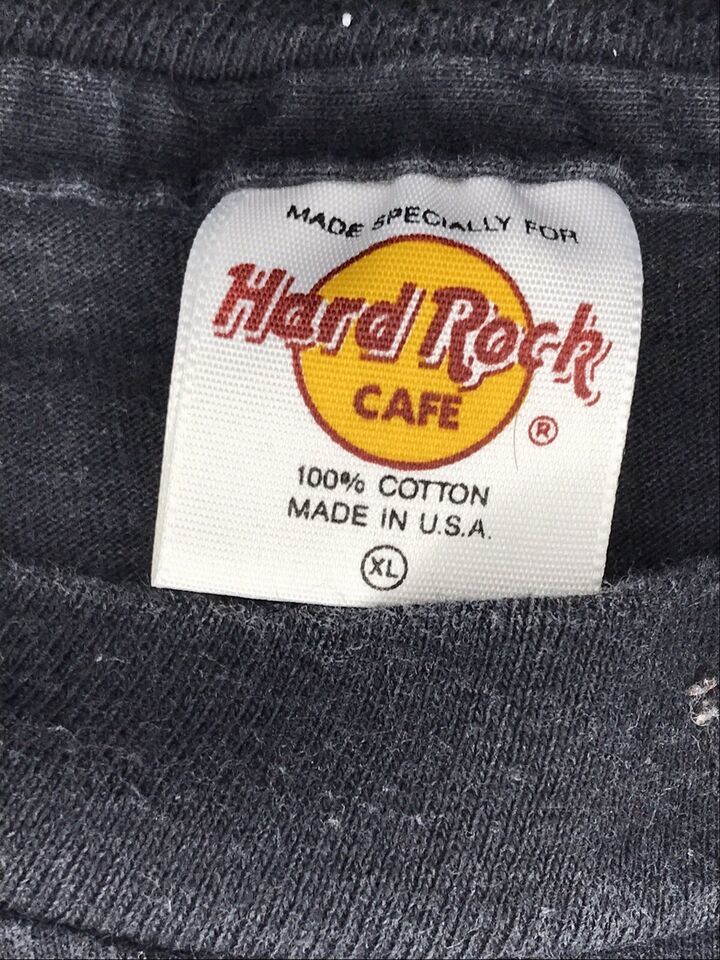 MADE SPECIALLY FOR
Hard Rock
CAFE
®
100% COTTON
MADE IN U.S.A.
XL